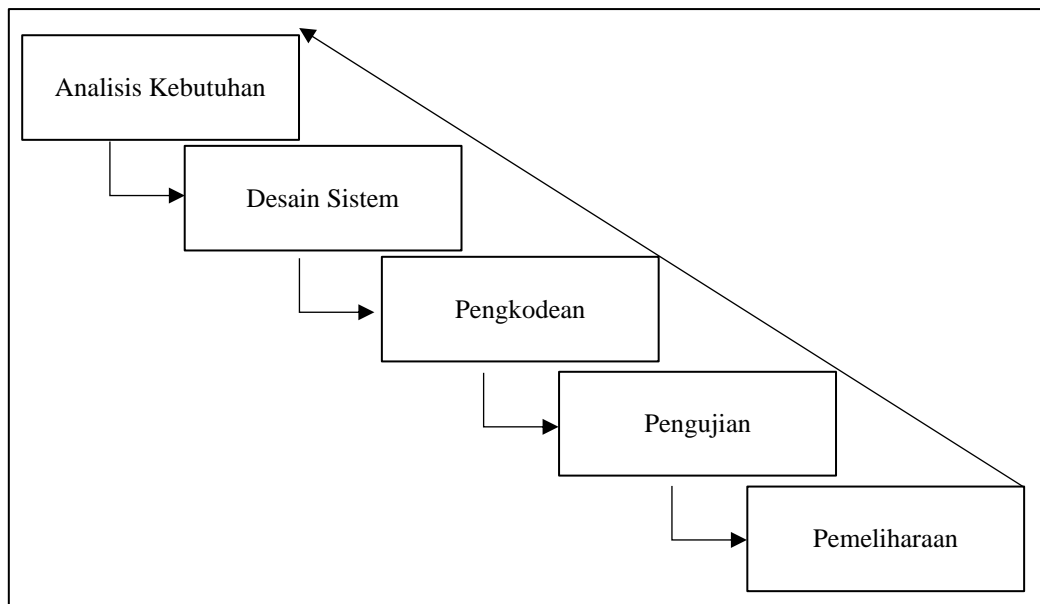 Analisis Kebutuhan
Desain Sistem
Pengkodean
Pengujian
Pemeliharaan